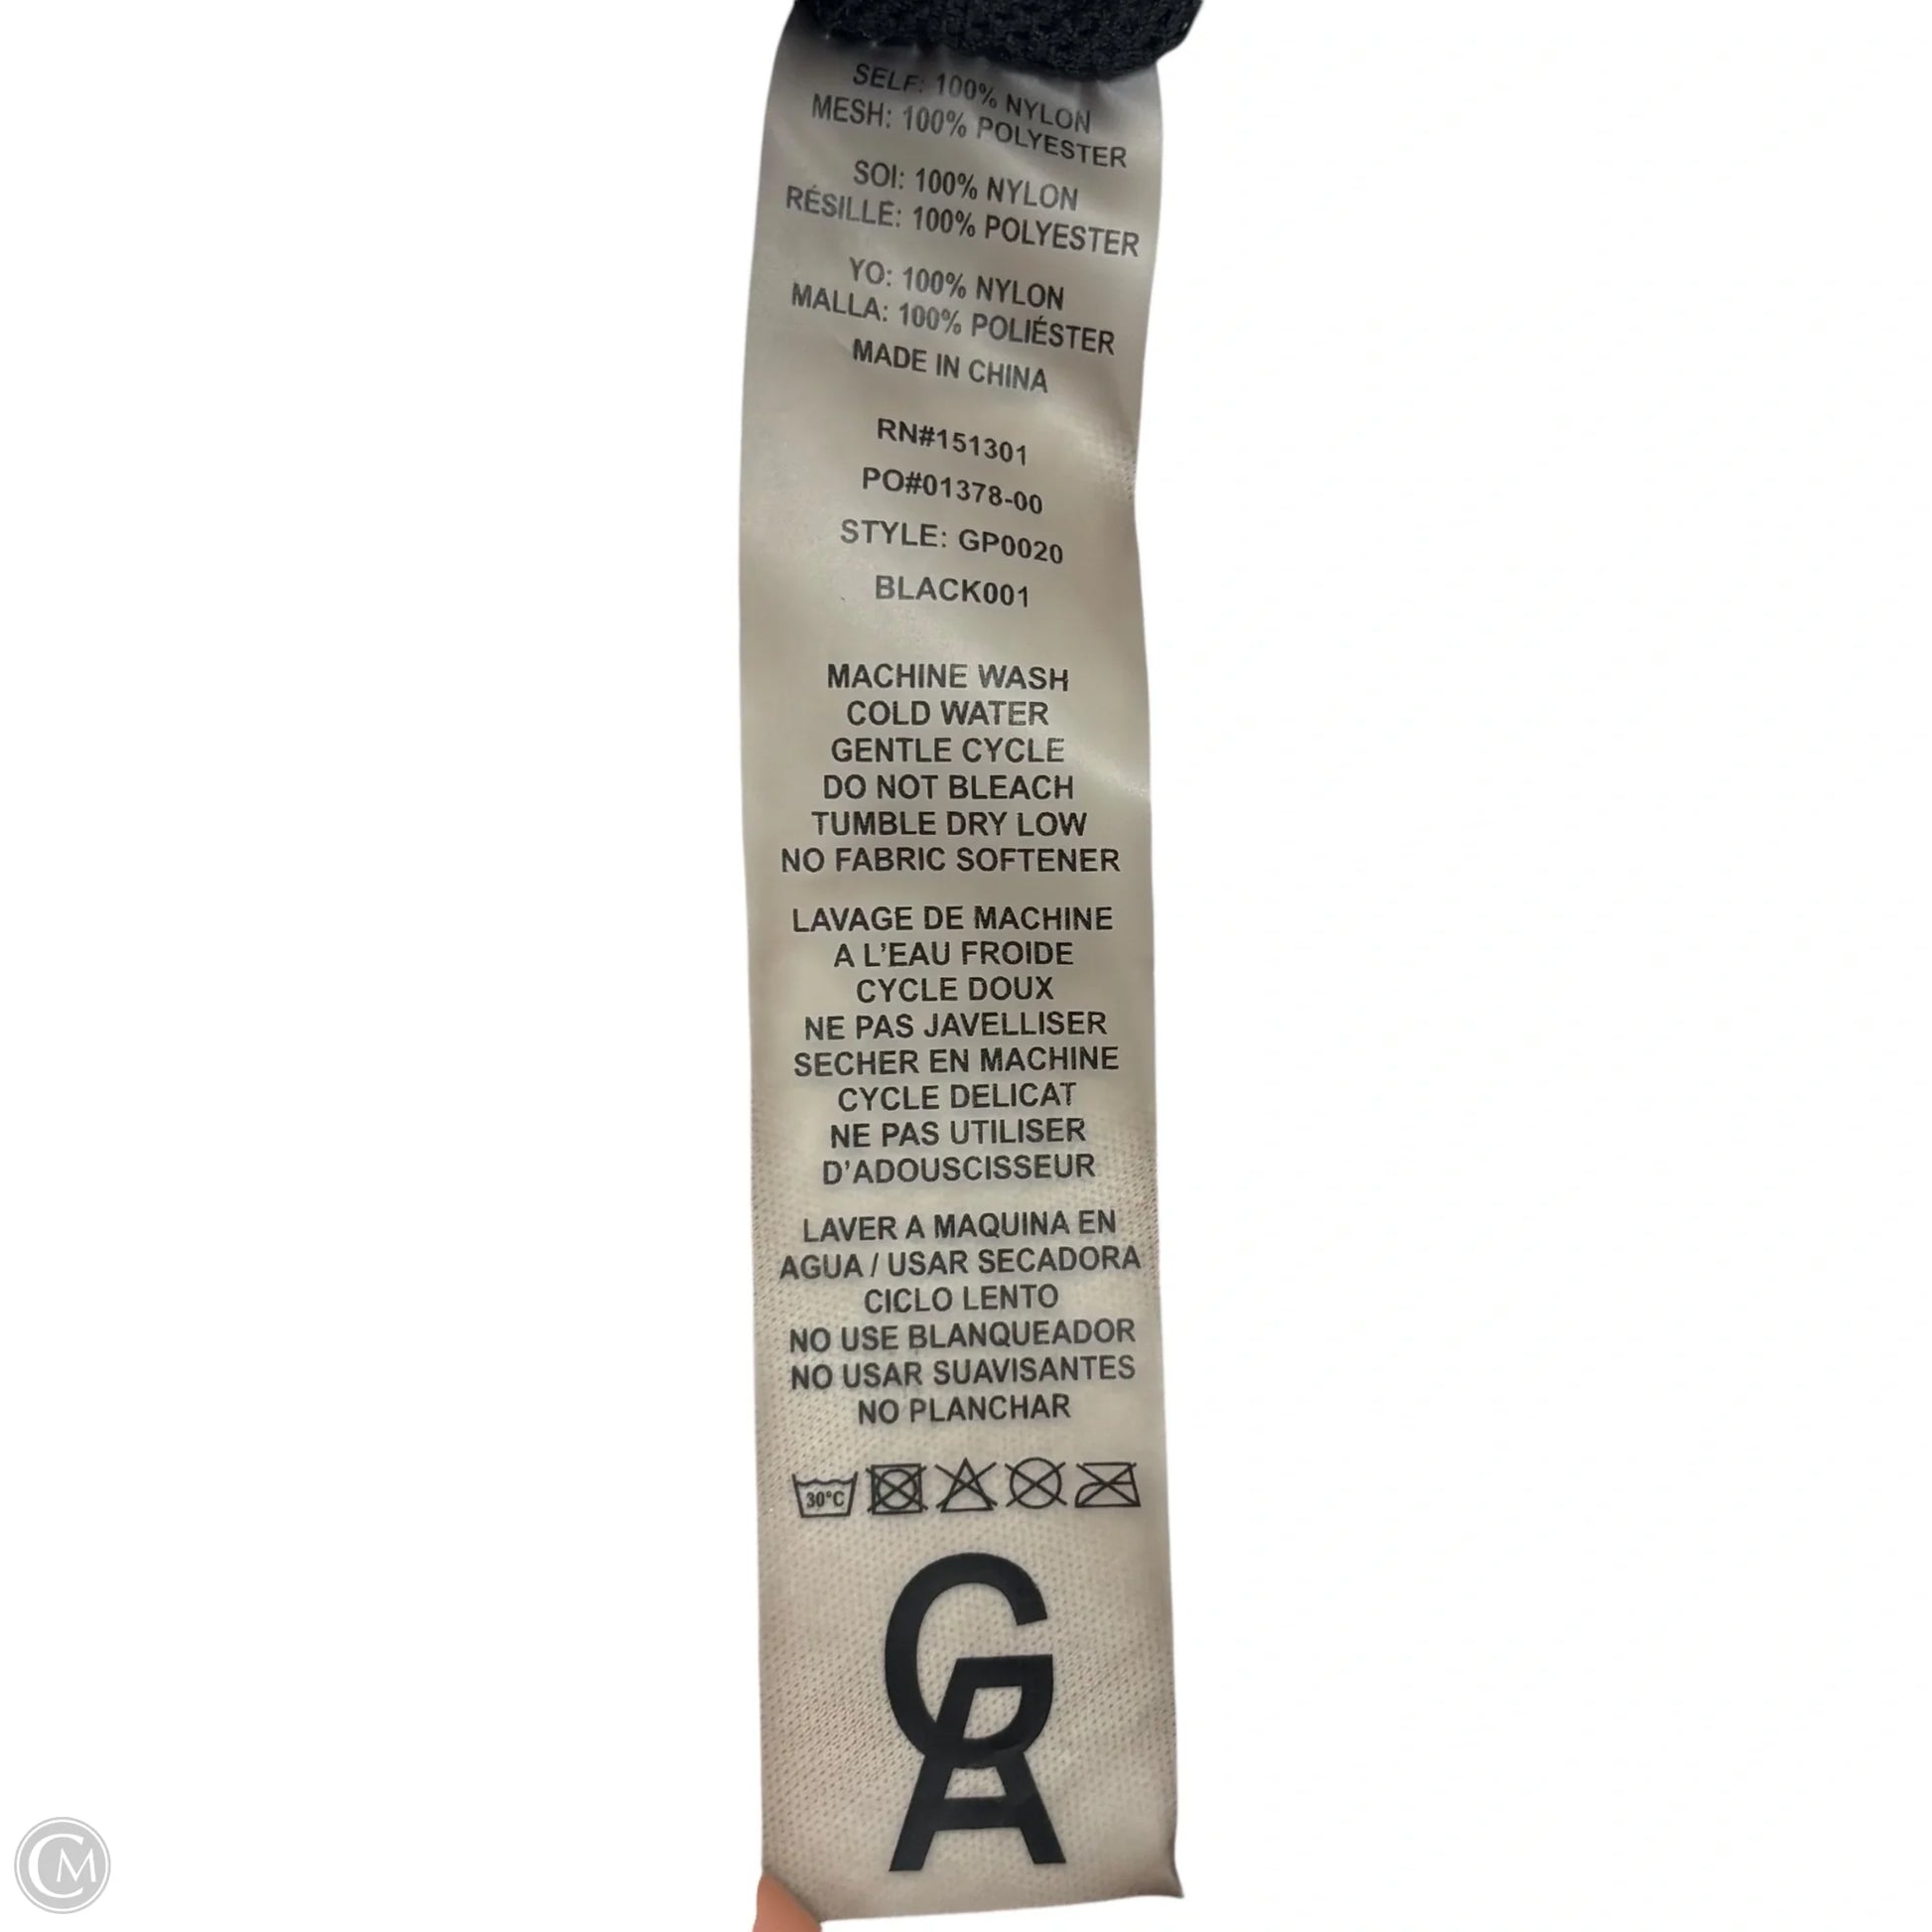 SELF: 100% NYLON
MESH: 100% POLYESTER
SOI: 100% NYLON
RÉSILLE: 100% POLYESTER
YO: 100% NYLON
MALLA: 100% POLIÉSTER
MADE IN CHINA
RN#151301
PO#01378-00
STYLE: GP0020
BLACK001
MACHINE WASH
COLD WATER
GENTLE CYCLE
DO NOT BLEACH
TUMBLE DRY LOW
NO FABRIC SOFTENER
LAVAGE DE MACHINE
A L'EAU FROIDE
CYCLE DOUX
NE PAS JAVELLISER
SECHER EN MACHINE
CYCLE DELICAT
NE PAS UTILISER
D'ADOUSCISSEUR
LAVER A MAQUINA EN
AGUA / USAR SECADORA
CICLO LENTO
NO USE BLANQUEADOR
NO USAR SUAVISANTES
NO PLANCHAR
30°C
GPA
CM